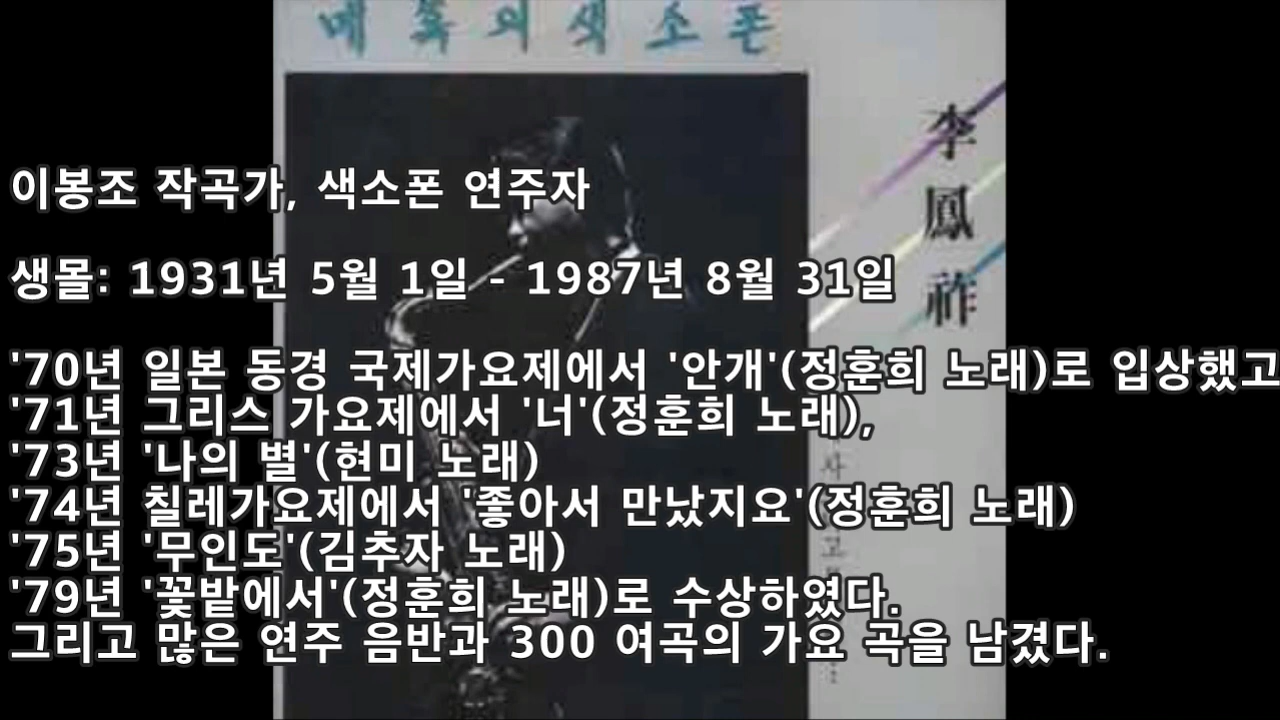 매혹의색소폰
李鳳祚
이봉조 작곡가, 색소폰 연주자
생몰: 1931년 5월 1일 - 1987년 8월 31일
'70년 일본 동경 국제가요제에서 '안개'(정훈희 노래)로 입상했고
'71년 그리스 가요제에서 '너'(정훈희 노래),
'73년 '나의 별'(현미 노래)
'74년 칠레가요제에서 '좋아서 만났지요'(정훈희 노래)
'75년 '무인도'(김추자 노래)
'79년 '꽃밭에서'(정훈희 노래)로 수상하였다.
그리고 많은 연주 음반과 300 여곡의 가요 곡을 남겼다.